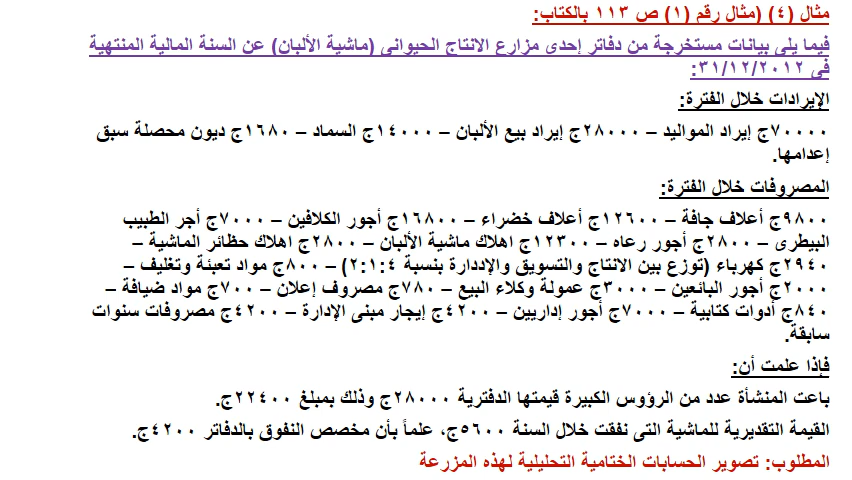 مثال (٤) (مثال رقم (١) ص ١١٣ بالكتاب:
فيما يلي بيانات مستخرجة من دفاتر إحدى مزارع الانتاج الحيواني (ماشية الألبان) عن السنة المالية المنتهية
في ٣١/١٢/٢٠١٢:
الإيرادات خلال الفترة:
٧٠٠٠٠ج إيراد المواليد – ٢٨٠٠٠ج إيراد بيع الألبان – ١٤٠٠٠ج السماد – ١٦٨٠ج ديون محصلة سبق
إعدامها.
المصروفات خلال الفترة:
٩٨٠٠ج أعلاف جافة – ١٢٦٠٠ج أعلاف خضراء – ١٦٨٠٠ج أجور الكلافين – ٧٠٠٠ج أجر الطبيب
البيطرى – ٢٨٠٠ج أجور رعاه – ١٢٣٠٠ج اهلاك ماشية الألبان – ٢٨٠٠ج اهلاك حظائر الماشية –
٢٩٤٠ج كهرباء (توزع بين الانتاج والتسويق والإددارة بنسبة ٢:١:٤) – ٨٠٠ج مواد تعبئة وتغليف –
٢٠٠٠ج أجور البائعين – ٣٠٠٠ج عمولة وكلاء البيع – ٧٨٠ج مصروف إعلان – ٧٠٠ج مواد ضيافة –
٨٤٠ج أدوات كتابية – ٧٠٠٠ج أجور إداريين – ٤٢٠٠ج إيجار مبنى الإدارة – ٤٢٠٠ج مصروفات سنوات
سابقة.
فإذا علمت أن:
باعت المنشأة عدد من الرؤوس الكبيرة قيمتها الدفترية ٢٨٠٠٠ج وذلك بمبلغ ٢٢٤٠٠ج.
القيمة التقديرية للماشية التى نفقت خلال السنة ٥٦٠٠ج، علماً بأن مخصص النفوق بالدفاتر ٤٢٠٠ج.
المطلوب: تصوير الحسابات الختامية التحليلية لهذه المزرعة